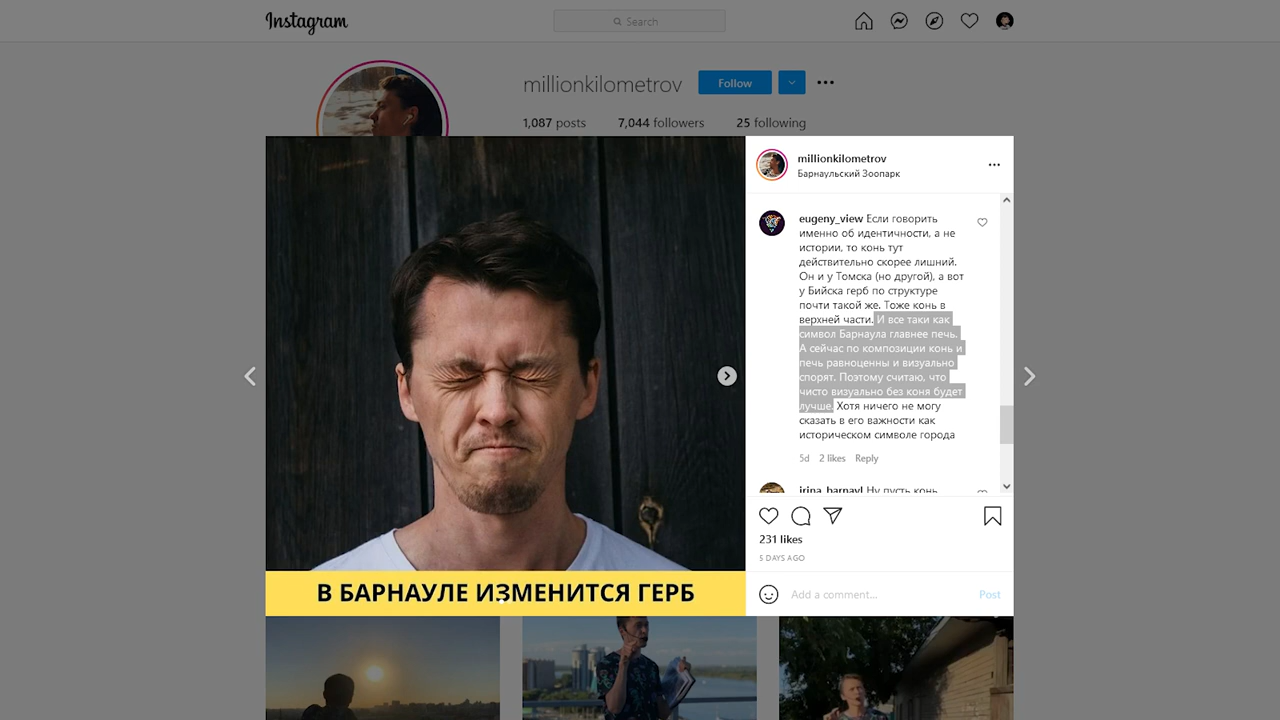 Instagram
Search
millionkilometrov
Follow
1,087 posts
7,044 followers
25 following
millionkilometrov
Барнаульский Зоопарк
eugeny_view Если говорить
именно об идентичности, а не
истории, то конь тут
действительно скорее лишний.
Он и у Томска (но другой), а вот
у Бийска герб по структуре
почти такой же. Тоже конь в
верхней части. И все таки как
символ Барнаула главнее печь.
А сейчас по композиции конь и
печь равноценны и визуально
спорят. Поэтому считаю, что
чисто визуально без коня будет
лучше. Хотя ничего не могу
сказать в его важности как
историческом символе города
5d 2 likes Reply
irina_barnayl Ну пусть конь
231 likes
5 DAYS AGO
Add a comment...
Post
В БАРНАУЛЕ ИЗМЕНИТСЯ ГЕРБ